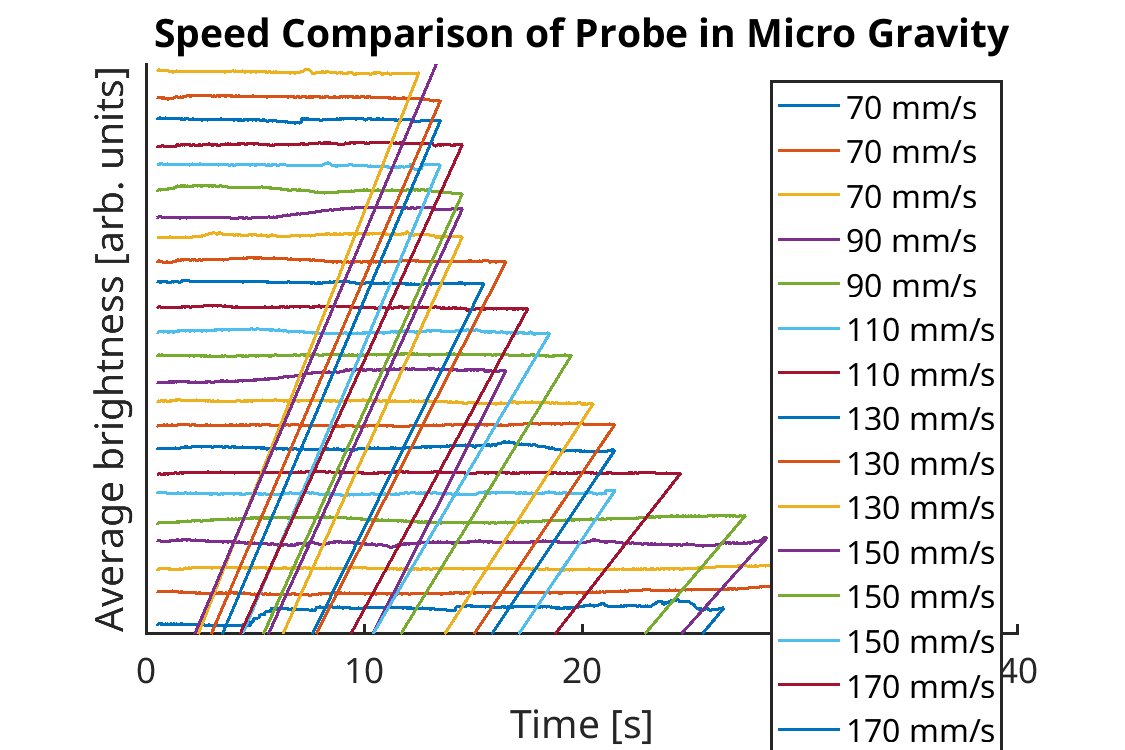 Speed Comparison of Probe in Micro Gravity
Average brightness [arb. units]
70 mm/s
70 mm/s
70 mm/s
90 mm/s
90 mm/s
110 mm/s
110 mm/s
130 mm/s
130 mm/s
130 mm/s
150 mm/s
150 mm/s
150 mm/s
170 mm/s
170 mm/s
0 10 20 40
Time [s]